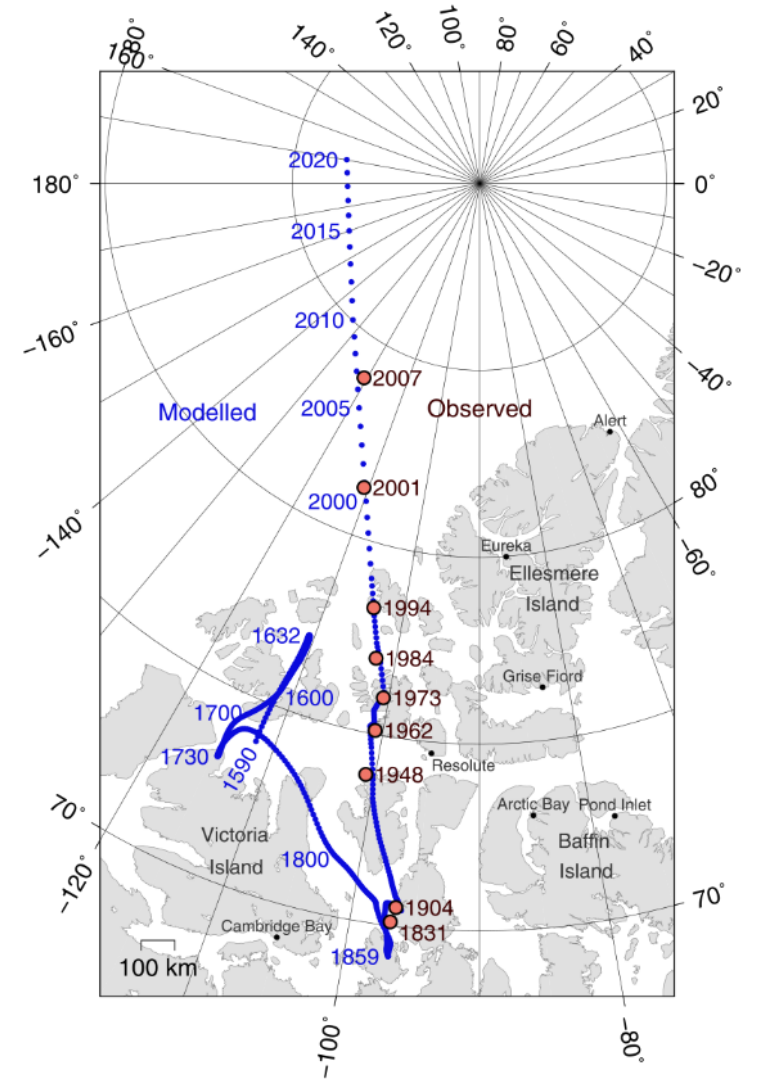 180°
160°
140°
120°
100°
80°
60°
40°
20°
2020
180°
0°
2015
−20°
−160°
2010
2007
−40°
Modelled
2005
Observed
Alert
2001
80°
2000
−140°
Eureka
−60°
Ellesmere
Island
1994
1632
1984
Grise Fiord
1600
1973
1700
1962
1730
1590
Resolute
1948
70°
Arctic Bay
Pond Inlet
Victoria
Island
Baffin
Island
1800
−120°
70°
1904
Cambridge Bay
1831
1859
100 km
−100°
−80°